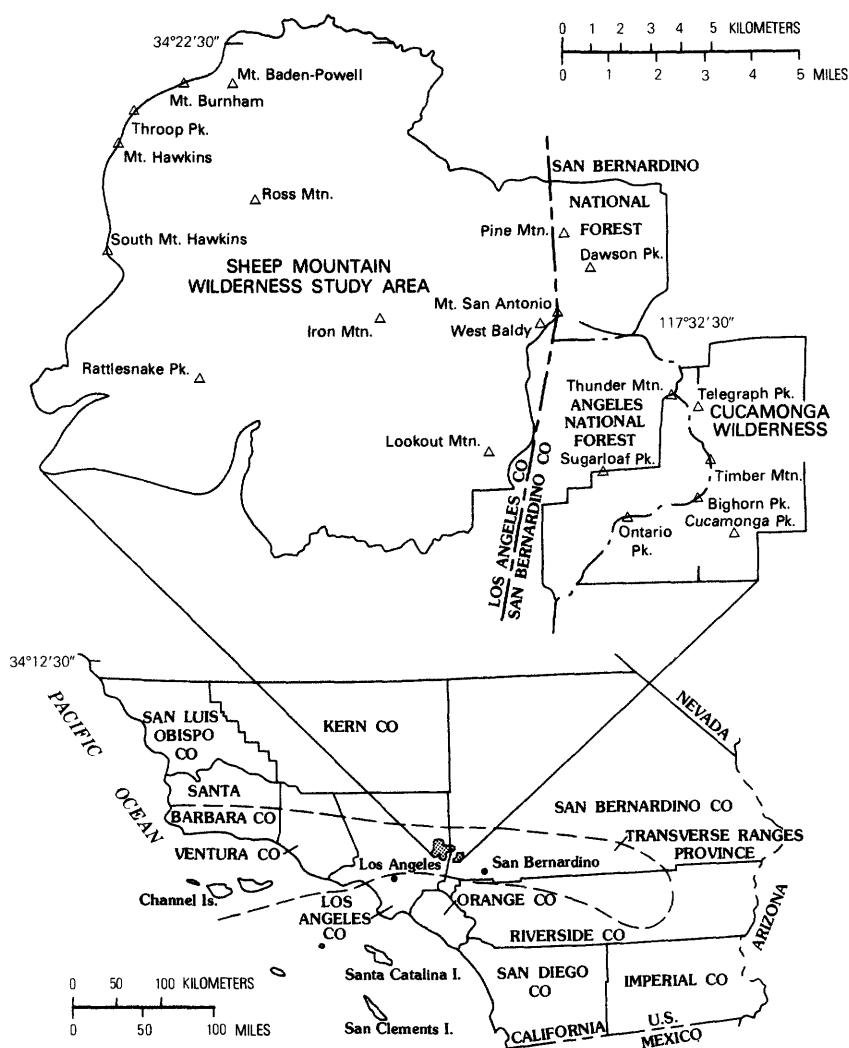 0 1 2 3 4 5 KILOMETERS
0 1 2 3 4 5 MILES
34°22'30"
Mt. Baden-Powell
Mt. Burnham
Throop Pk.
Mt. Hawkins
SAN BERNARDINO
NATIONAL
FOREST
Ross Mtn.
Pine Mtn.
Dawson Pk.
South Mt. Hawkins
SHEEP MOUNTAIN
WILDERNESS STUDY AREA
Mt. San Antonio
West Baldy
117°32'30"
Iron Mtn.
Rattlesnake Pk.
Thunder Mtn.
ANGELES
NATIONAL
FOREST
Telegraph Pk.
CUCAMONGA
WILDERNESS
Lookout Mtn.
Sugarloaf Pk.
Timber Mtn.
Bighorn Pk.
Cucamonga Pk.
Ontario
Pk.
LOS ANGELES CO
SAN BERNARDINO CO
34°12'30"
PACIFIC OCEAN
SAN LUIS
OBISPO
CO
KERN CO
NEVADA
SANTA
BARBARA CO
SAN BERNARDINO CO
VENTURA CO
TRANSVERSE RANGES
PROVINCE
Los Angeles
San Bernardino
Channel Is.
LOS
ANGELES
CO
ORANGE CO
RIVERSIDE CO
ARIZONA
Santa Catalina I.
SAN DIEGO
CO
IMPERIAL CO
San Clements I.
0 50 100 KILOMETERS
0 50 100 MILES
CALIFORNIA
U.S.
MEXICO